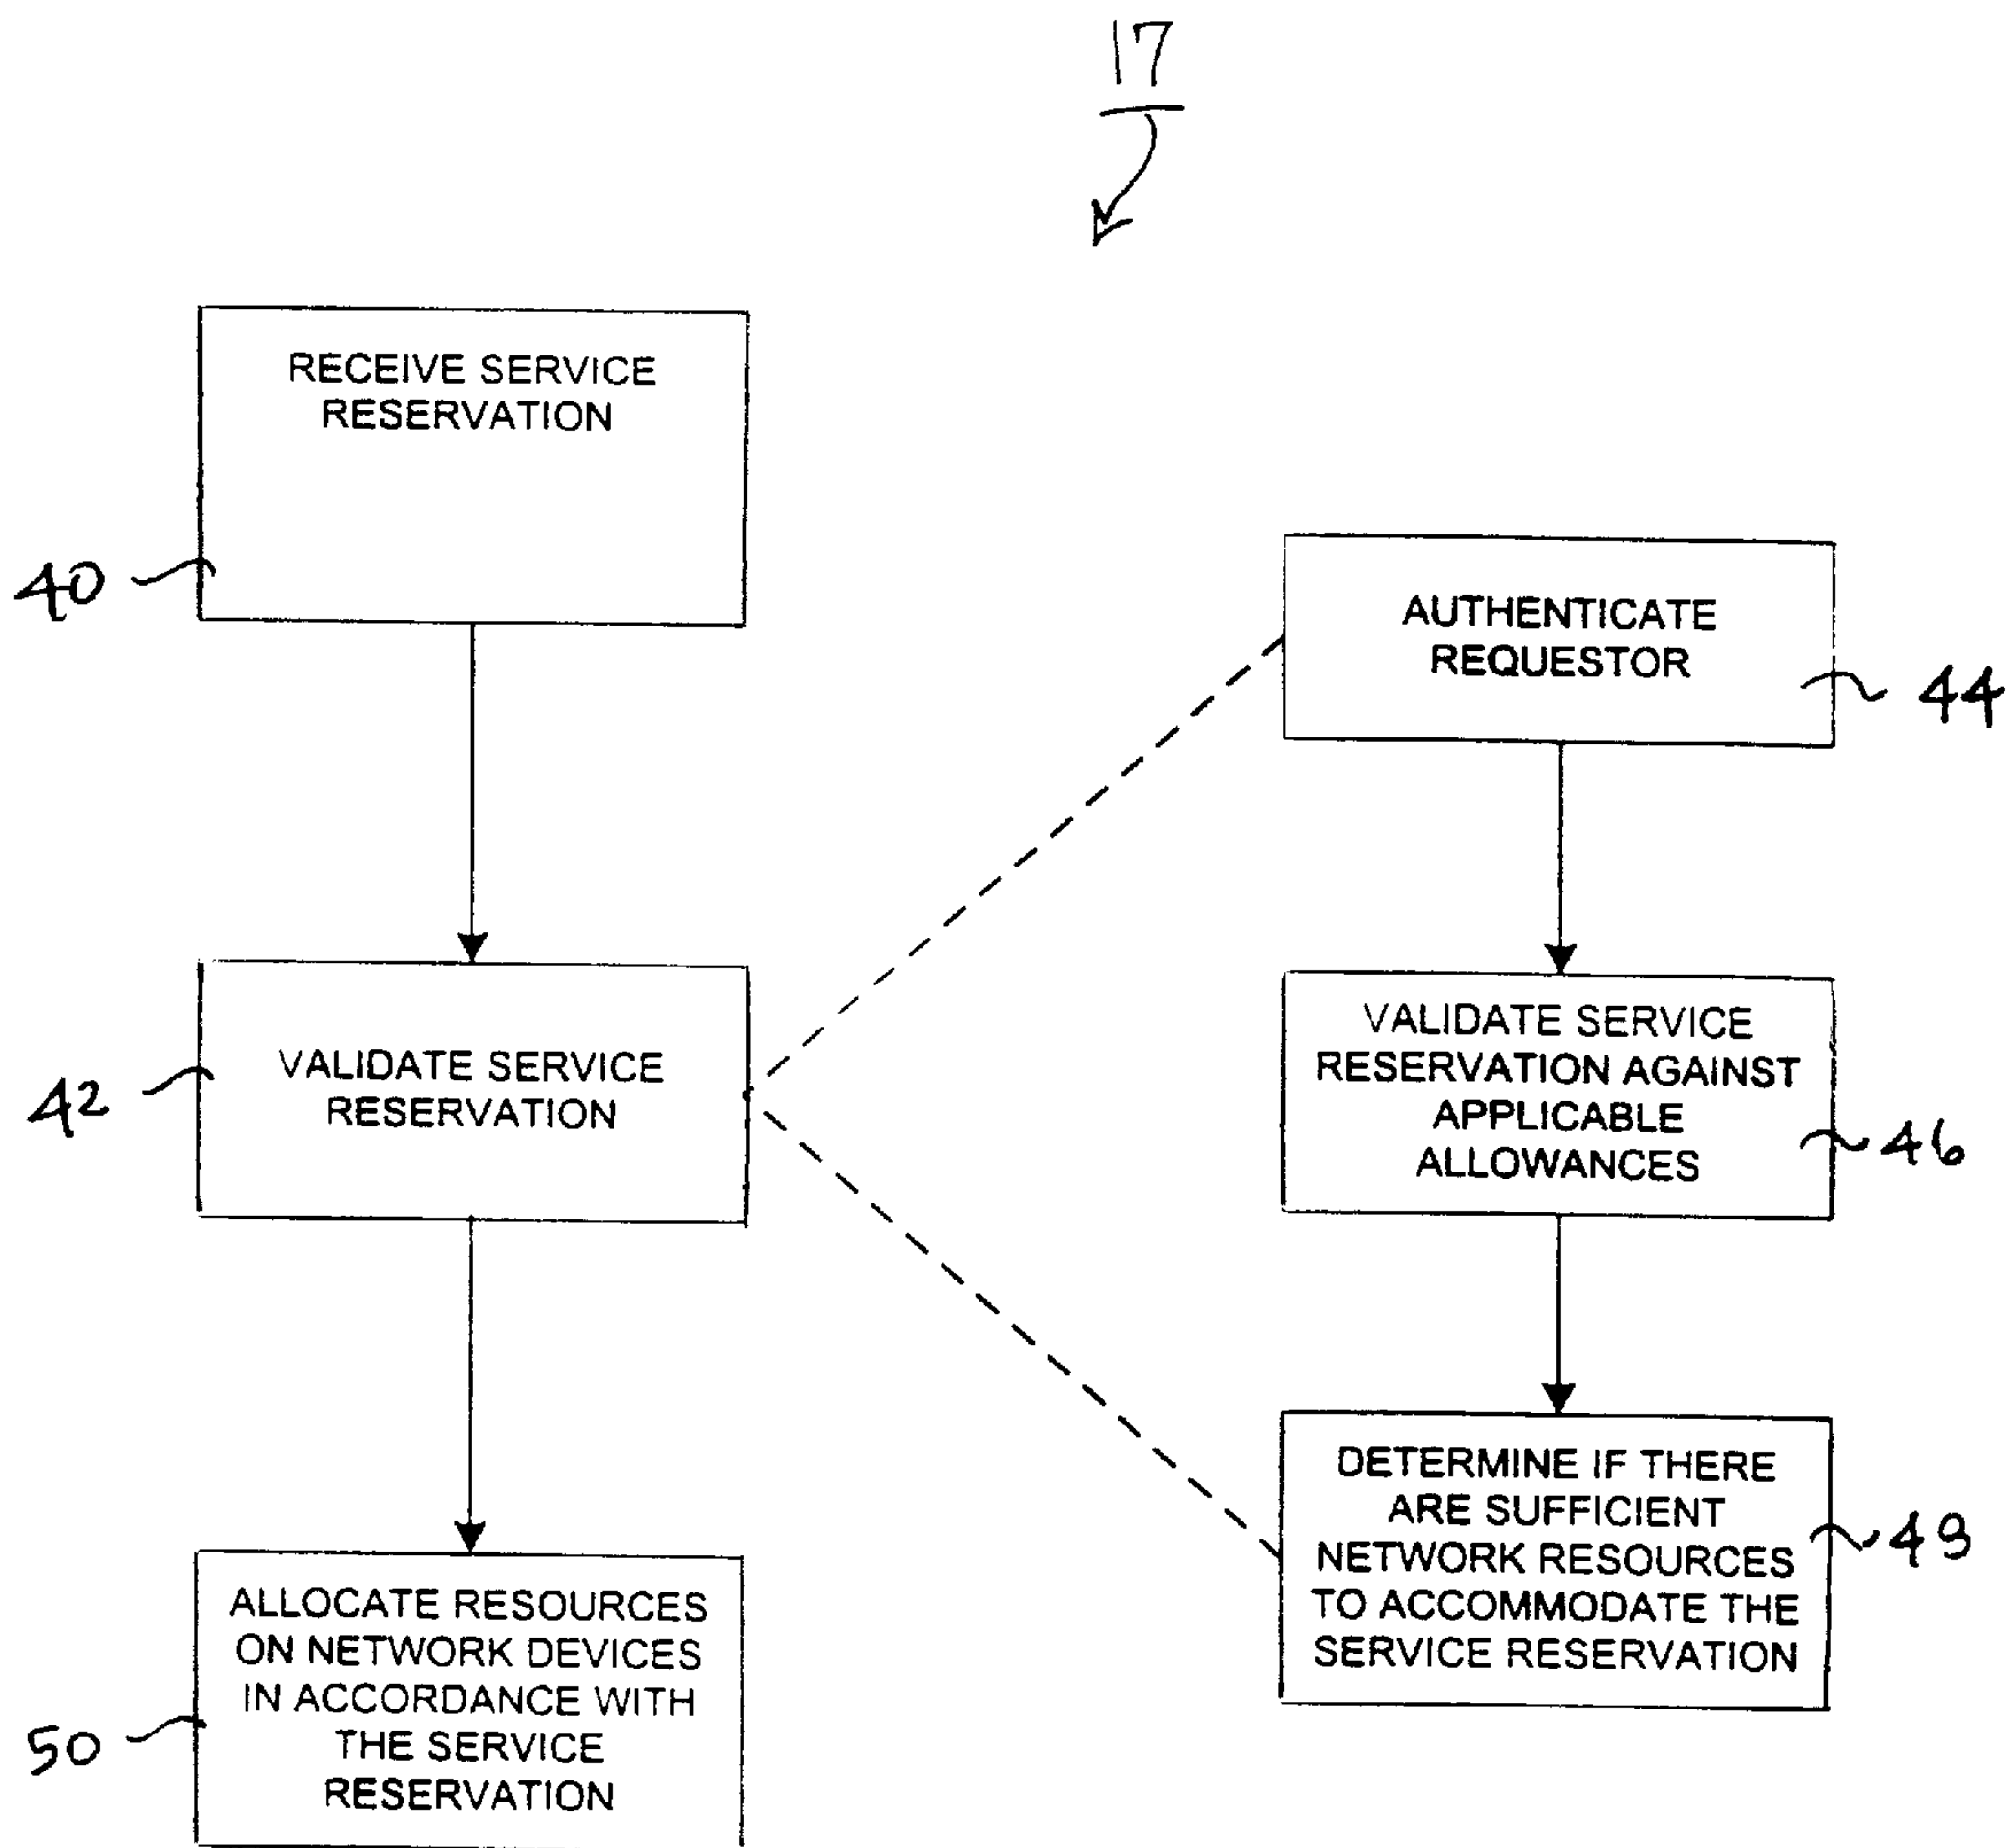 17
RECEIVE SERVICE
RESERVATION
40
VALIDATE SERVICE
RESERVATION
42
ALLOCATE RESOURCES
ON NETWORK DEVICES
IN ACCORDANCE WITH
THE SERVICE
RESERVATION
50
AUTHENTICATE
REQUESTOR
44
VALIDATE SERVICE
RESERVATION AGAINST
APPLICABLE
ALLOWANCES
46
DETERMINE IF THERE
ARE SUFFICIENT
NETWORK RESOURCES
TO ACCOMMODATE THE
SERVICE RESERVATION
49